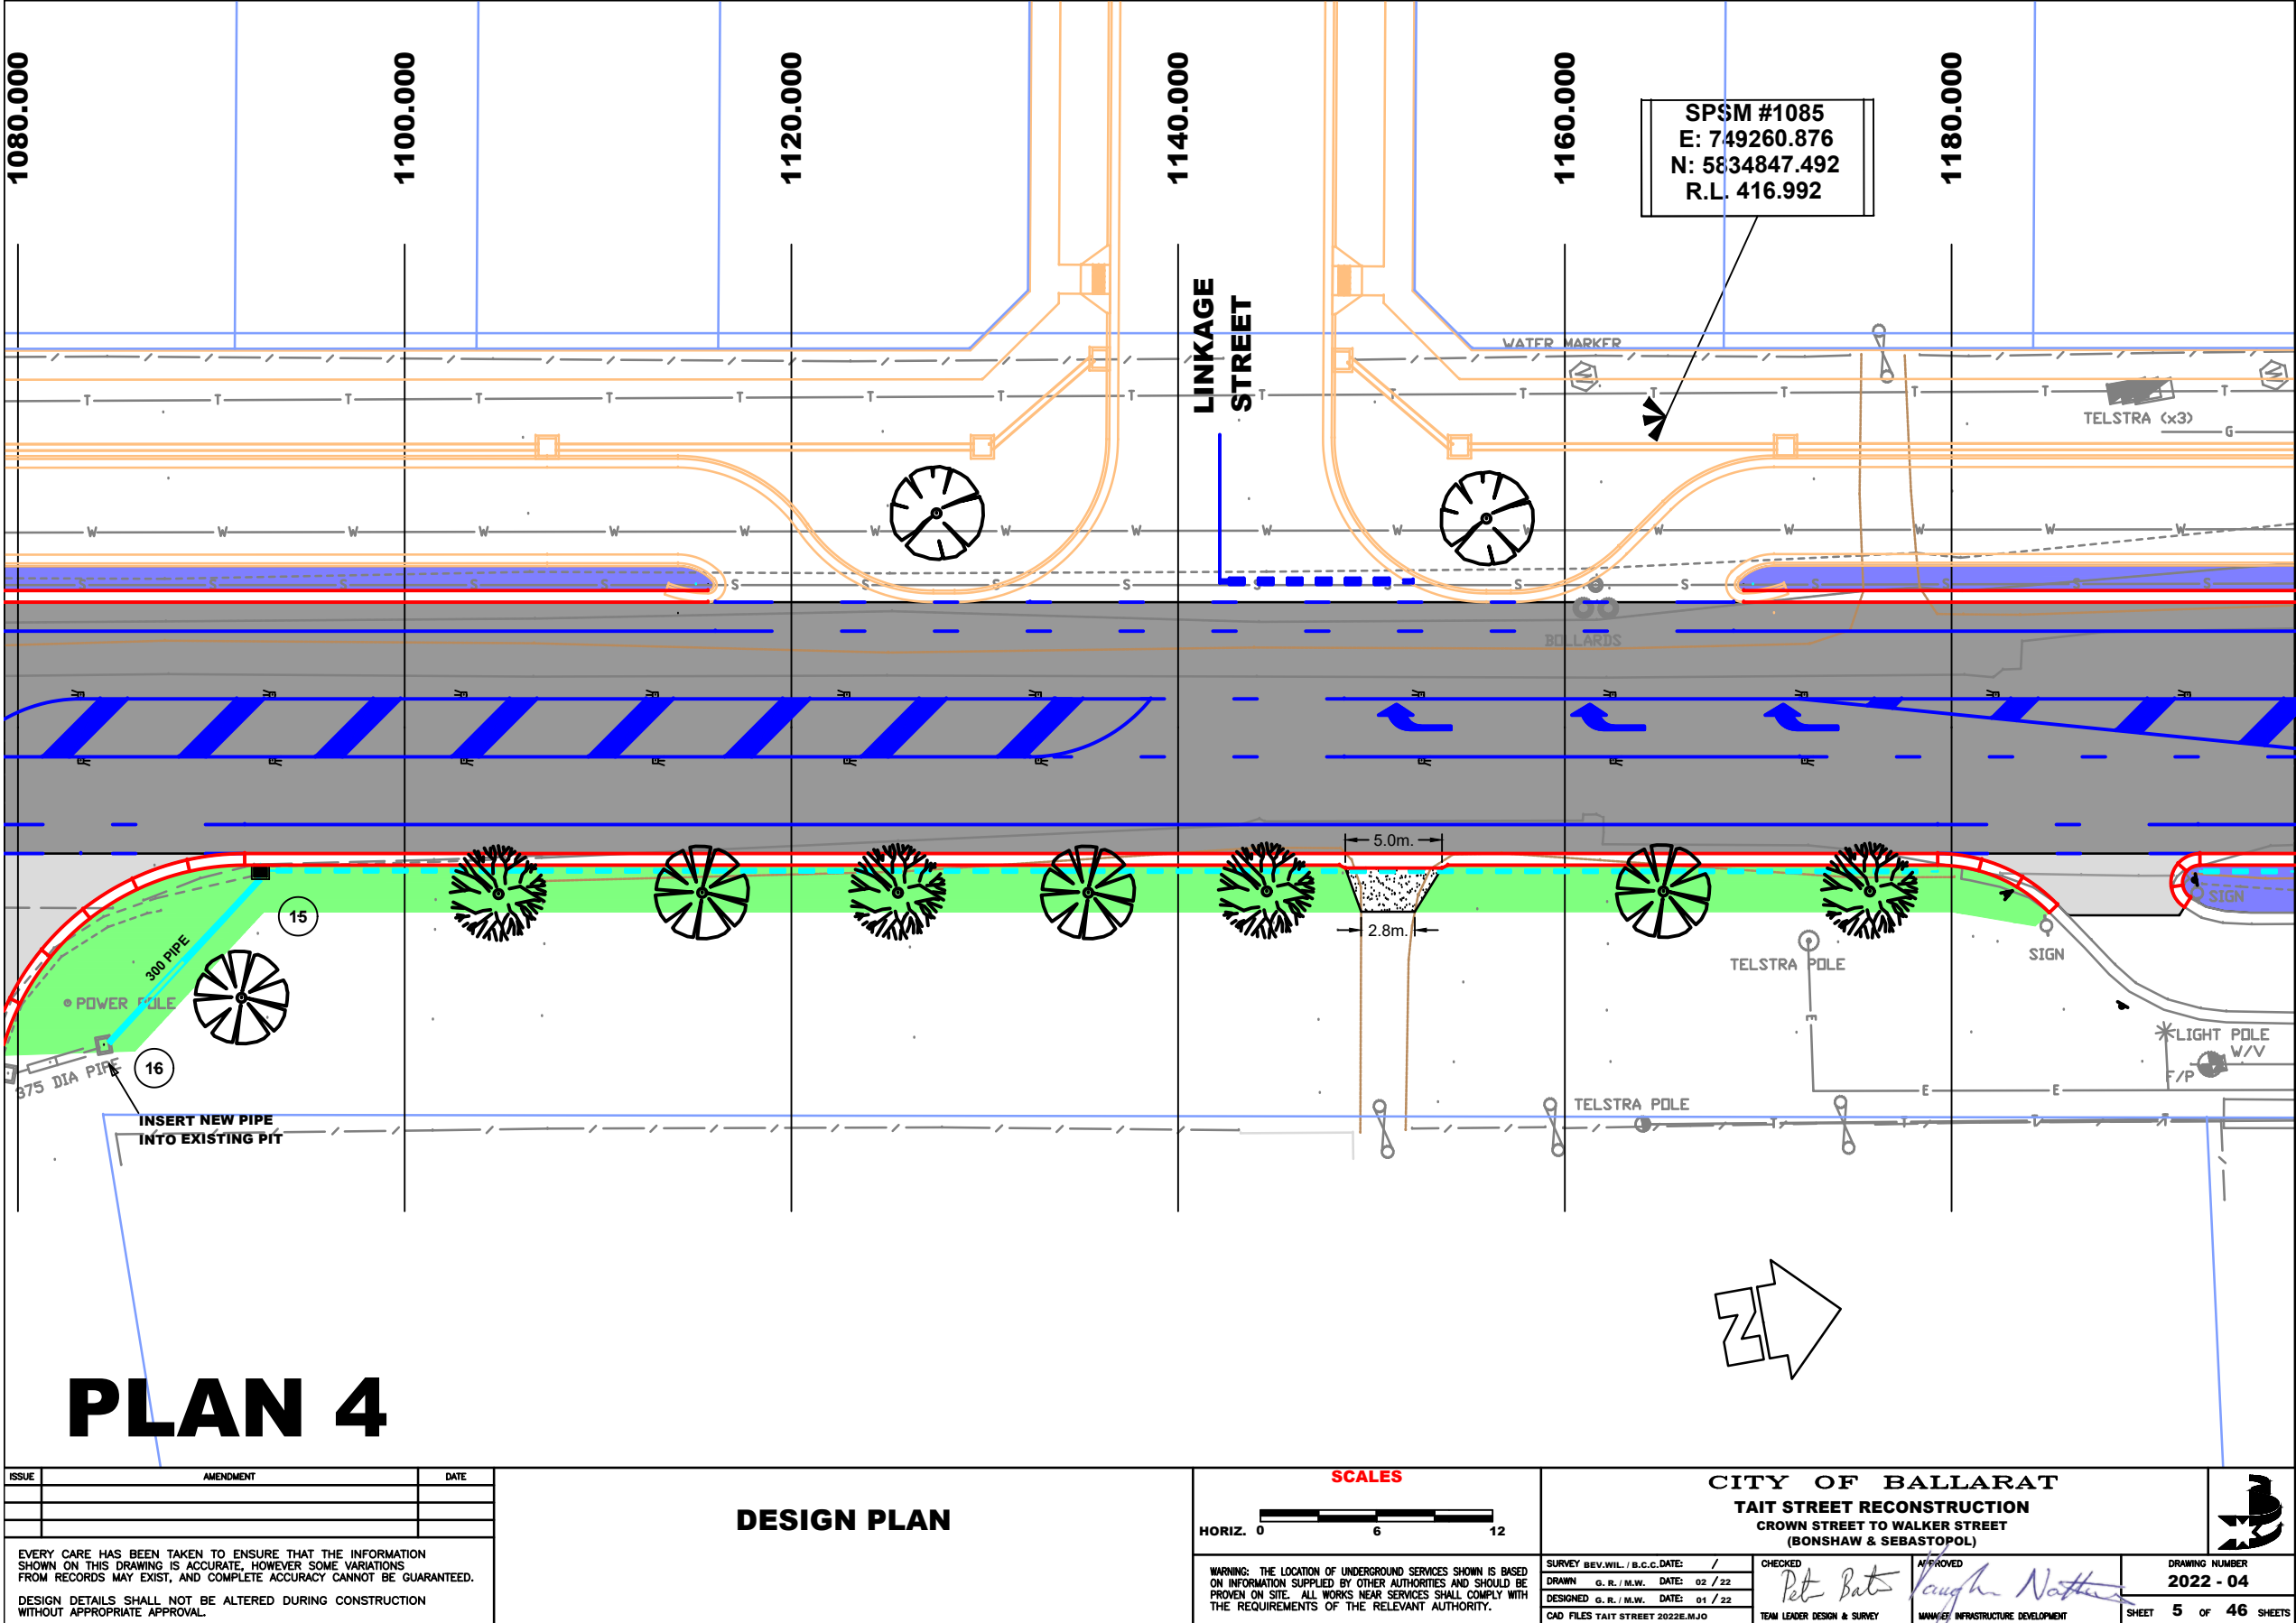 1080.000
1100.000
1120.000
1140.000
1160.000
1180.000
SPSM #1085
E: 749260.876
N: 5834847.492
R.L. 416.992
LINKAGE
STREET
WATER MARKER
TELSTRA (x3)
BOLLARDS
5.0m.
2.8m.
15
300 PIPE
POWER POLE
16
375 DIA PIPE
INSERT NEW PIPE
INTO EXISTING PIT
SIGN
SIGN
TELSTRA POLE
TELSTRA POLE
LIGHT POLE
W/V
F/P
N
PLAN 4
ISSUE AMENDMENT DATE
EVERY CARE HAS BEEN TAKEN TO ENSURE THAT THE INFORMATION
SHOWN ON THIS DRAWING IS ACCURATE, HOWEVER SOME VARIATIONS
FROM RECORDS MAY EXIST, AND COMPLETE ACCURACY CANNOT BE GUARANTEED.
DESIGN DETAILS SHALL NOT BE ALTERED DURING CONSTRUCTION
WITHOUT APPROPRIATE APPROVAL.
DESIGN PLAN
SCALES
HORIZ. 0 6 12
WARNING: THE LOCATION OF UNDERGROUND SERVICES SHOWN IS BASED
ON INFORMATION SUPPLIED BY OTHER AUTHORITIES AND SHOULD BE
PROVEN ON SITE. ALL WORKS NEAR SERVICES SHALL COMPLY WITH
THE REQUIREMENTS OF THE RELEVANT AUTHORITY.
CITY OF BALLARAT
TAIT STREET RECONSTRUCTION
CROWN STREET TO WALKER STREET
(BONSHAW & SEBASTOPOL)
SURVEY BEV.WIL. / B.C.C. DATE: /
DRAWN G. R. / M.W. DATE: 02 / 22
DESIGNED G. R. / M.W. DATE: 01 / 22
CAD FILES TAIT STREET 2022E.MJO
CHECKED
TEAM LEADER DESIGN & SURVEY
APPROVED
MANAGER INFRASTRUCTURE DEVELOPMENT
DRAWING NUMBER
2022 - 04
SHEET 5 OF 46 SHEETS